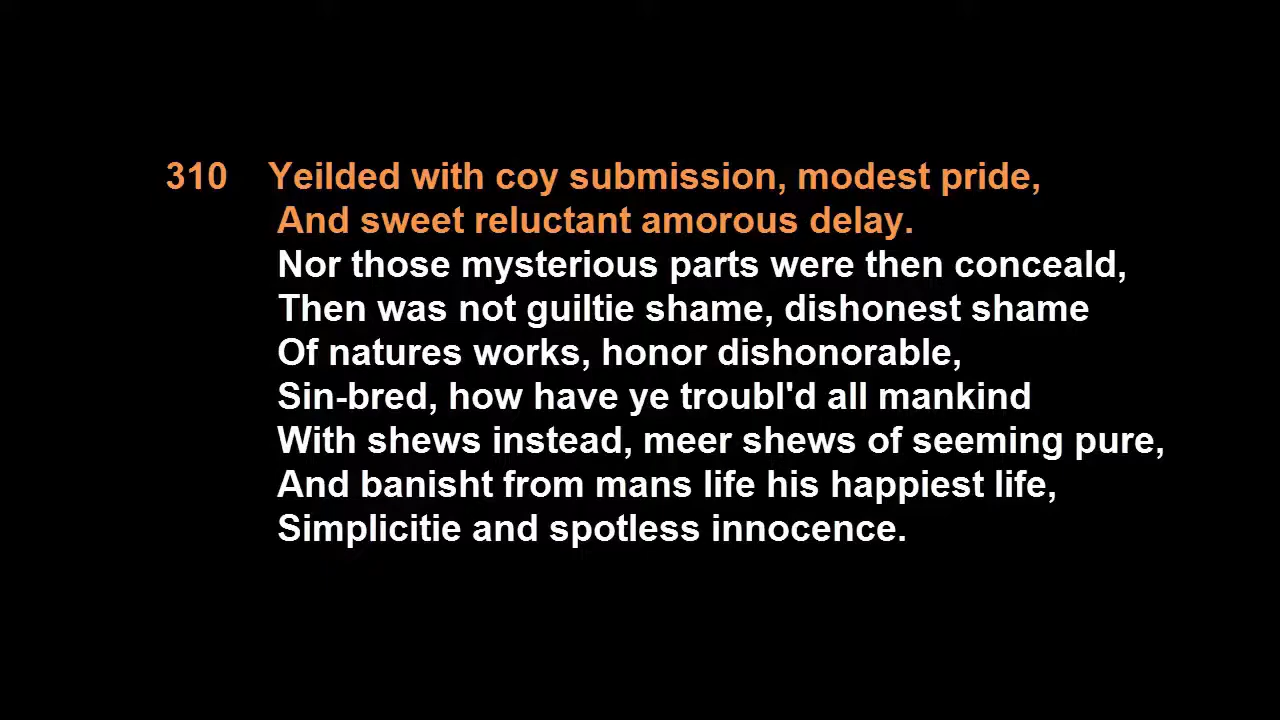 310 Yeilded with coy submission, modest pride,
And sweet reluctant amorous delay.
Nor those mysterious parts were then conceald,
Then was not guiltie shame, dishonest shame
Of natures works, honor dishonorable,
Sin-bred, how have ye troubl'd all mankind
With shews instead, meer shews of seeming pure,
And banisht from mans life his happiest life,
Simplicitie and spotless innocence.